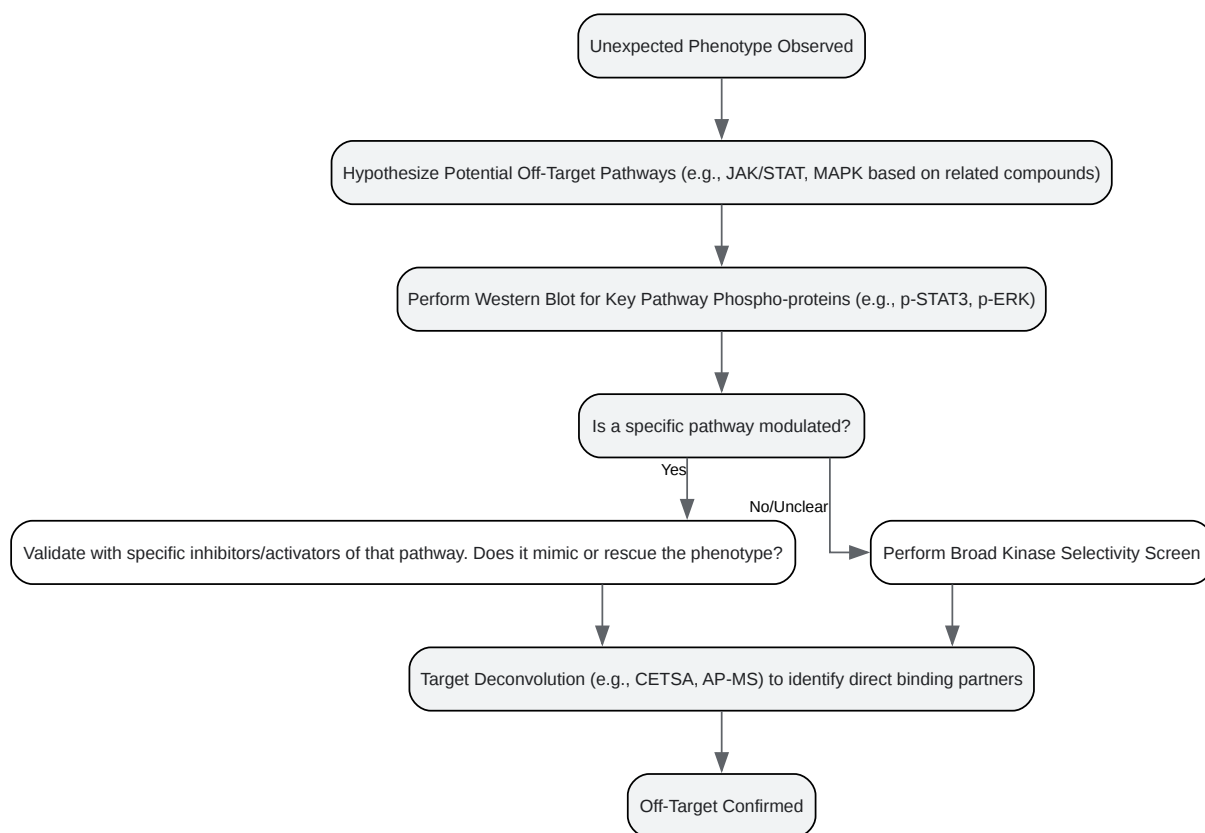 Unexpected Phenotype Observed
Hypothesize Potential Off-Target Pathways (e.g., JAK/STAT, MAPK based on related compounds)
Perform Western Blot for Key Pathway Phospho-proteins (e.g., p-STAT3, p-ERK)
Is a specific pathway modulated?
Yes
No/Unclear
Validate with specific inhibitors/activators of that pathway. Does it mimic or rescue the phenotype?
Perform Broad Kinase Selectivity Screen
Target Deconvolution (e.g., CETSA, AP-MS) to identify direct binding partners
Off-Target Confirmed